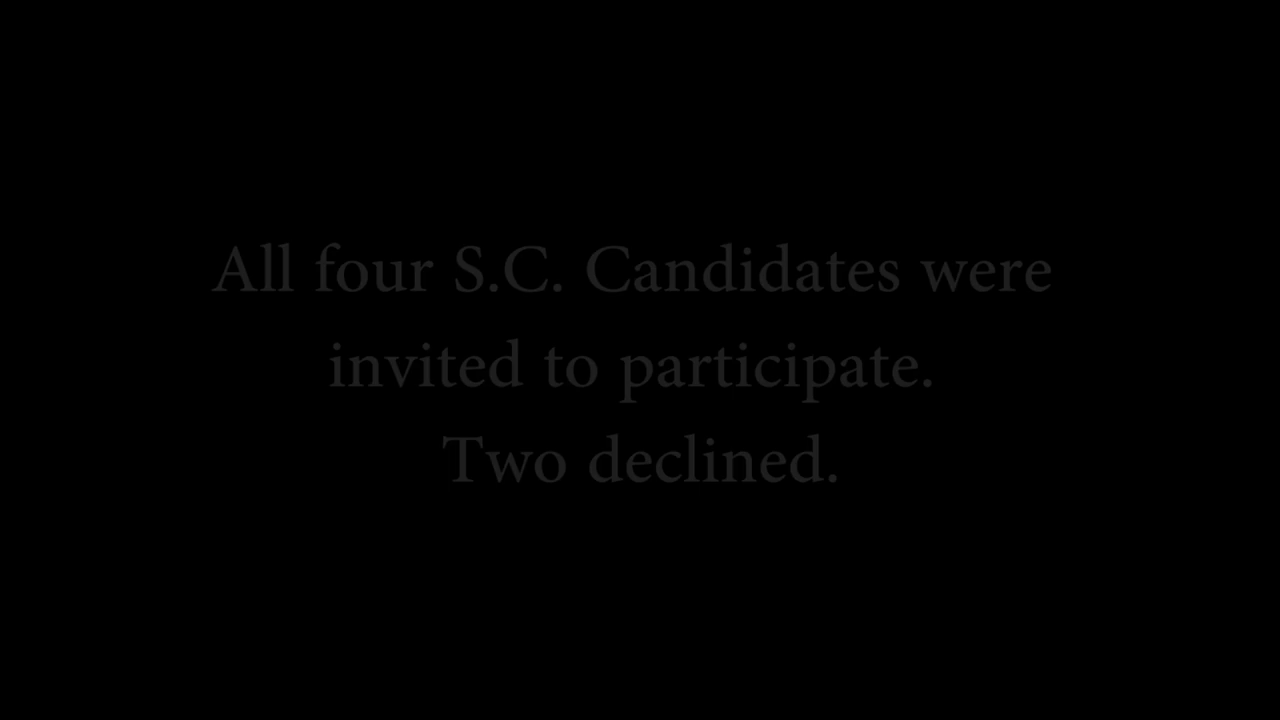 All four S.C. Candidates were
invited to participate.
Two declined.